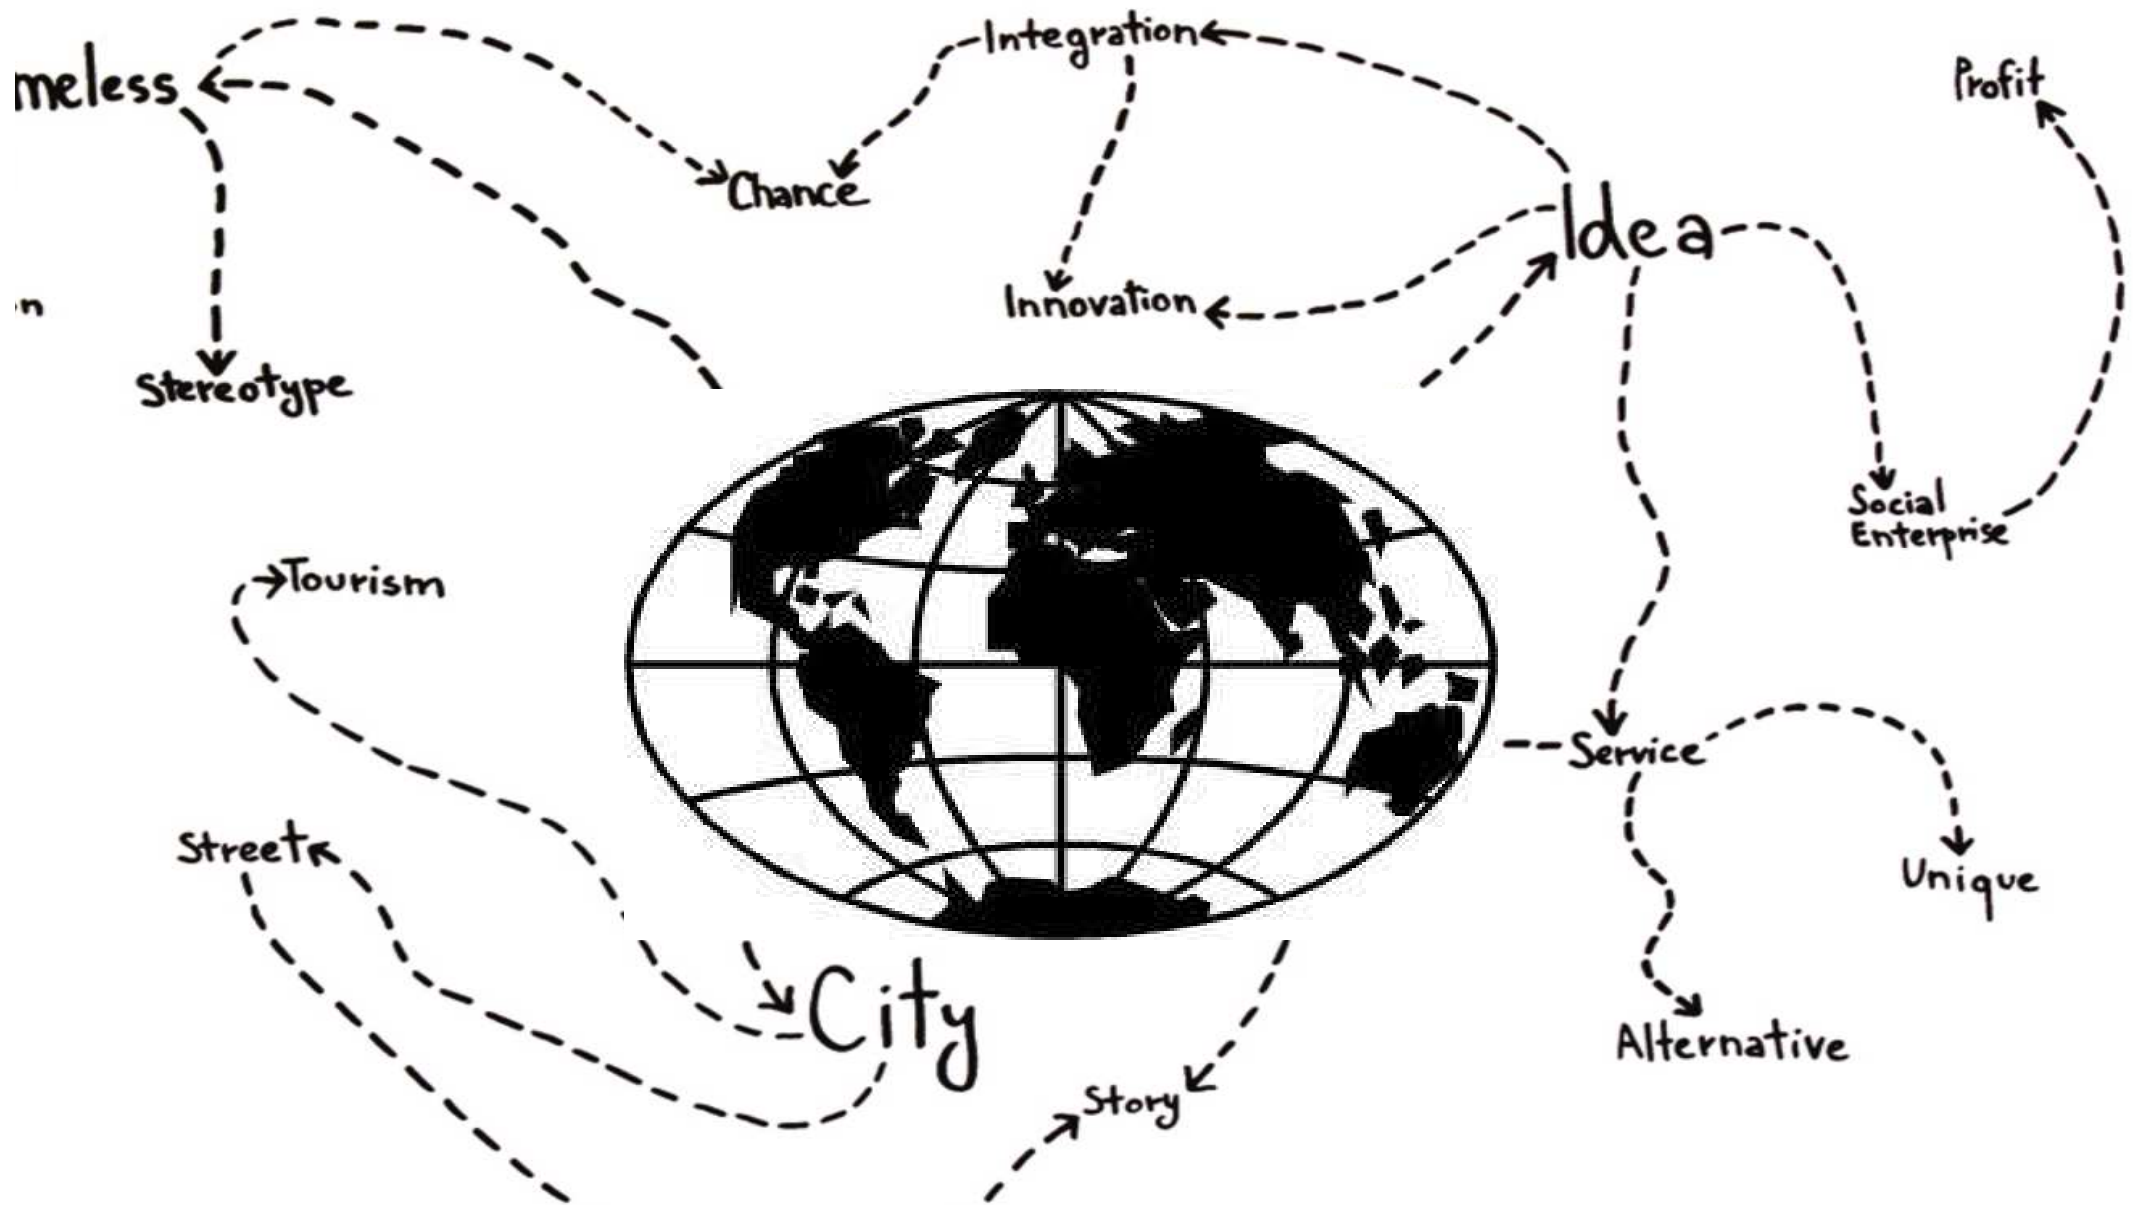 Integration
Profit
meless
Chance
Idea
Innovation
n
Stereotype
Social
Enterprise
Tourism
Service
Street
Unique
City
Alternative
Story